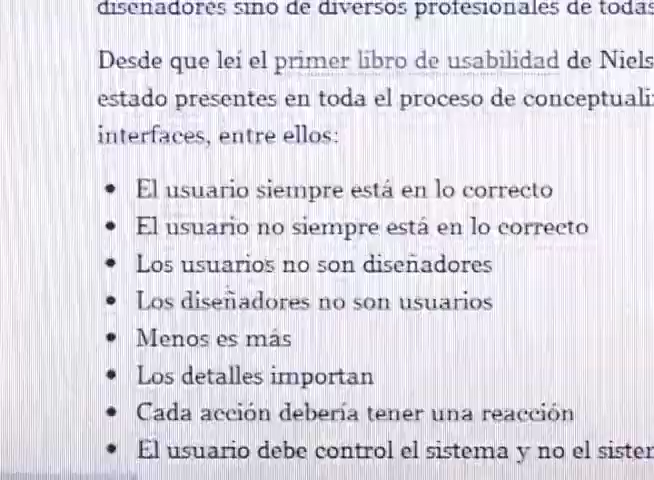 diseñadores sino de diversos profesionales de todas
Desde que leí el primer libro de usabilidad de Niels
estado presentes en toda el proceso de conceptuali
interfaces, entre ellos:
El usuario siempre está en lo correcto
El usuario no siempre está en lo correcto
Los usuarios no son diseñadores
Los diseñadores no son usuarios
Menos es más
Los detalles importan
Cada acción debería tener una reacción
El usuario debe control el sistema y no el sister